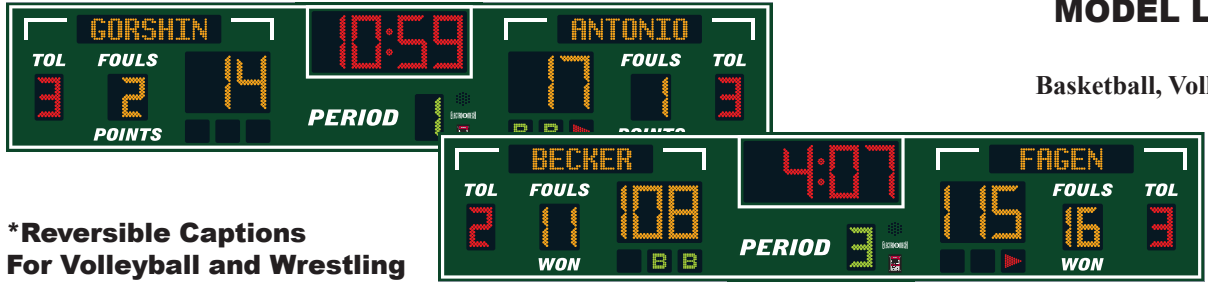 GORSHIN
10:59
ANTONIO
TOL
FOULS
FOULS
TOL
3
2
14
17
1
3
POINTS
PERIOD
1
B B
POINTS
MODEL L
Basketball, Voll
BECKER
4:07
FAGEN
TOL
FOULS
FOULS
TOL
2
11
108
115
16
3
WON
B B
PERIOD
3
WON
*Reversible Captions
For Volleyball and Wrestling